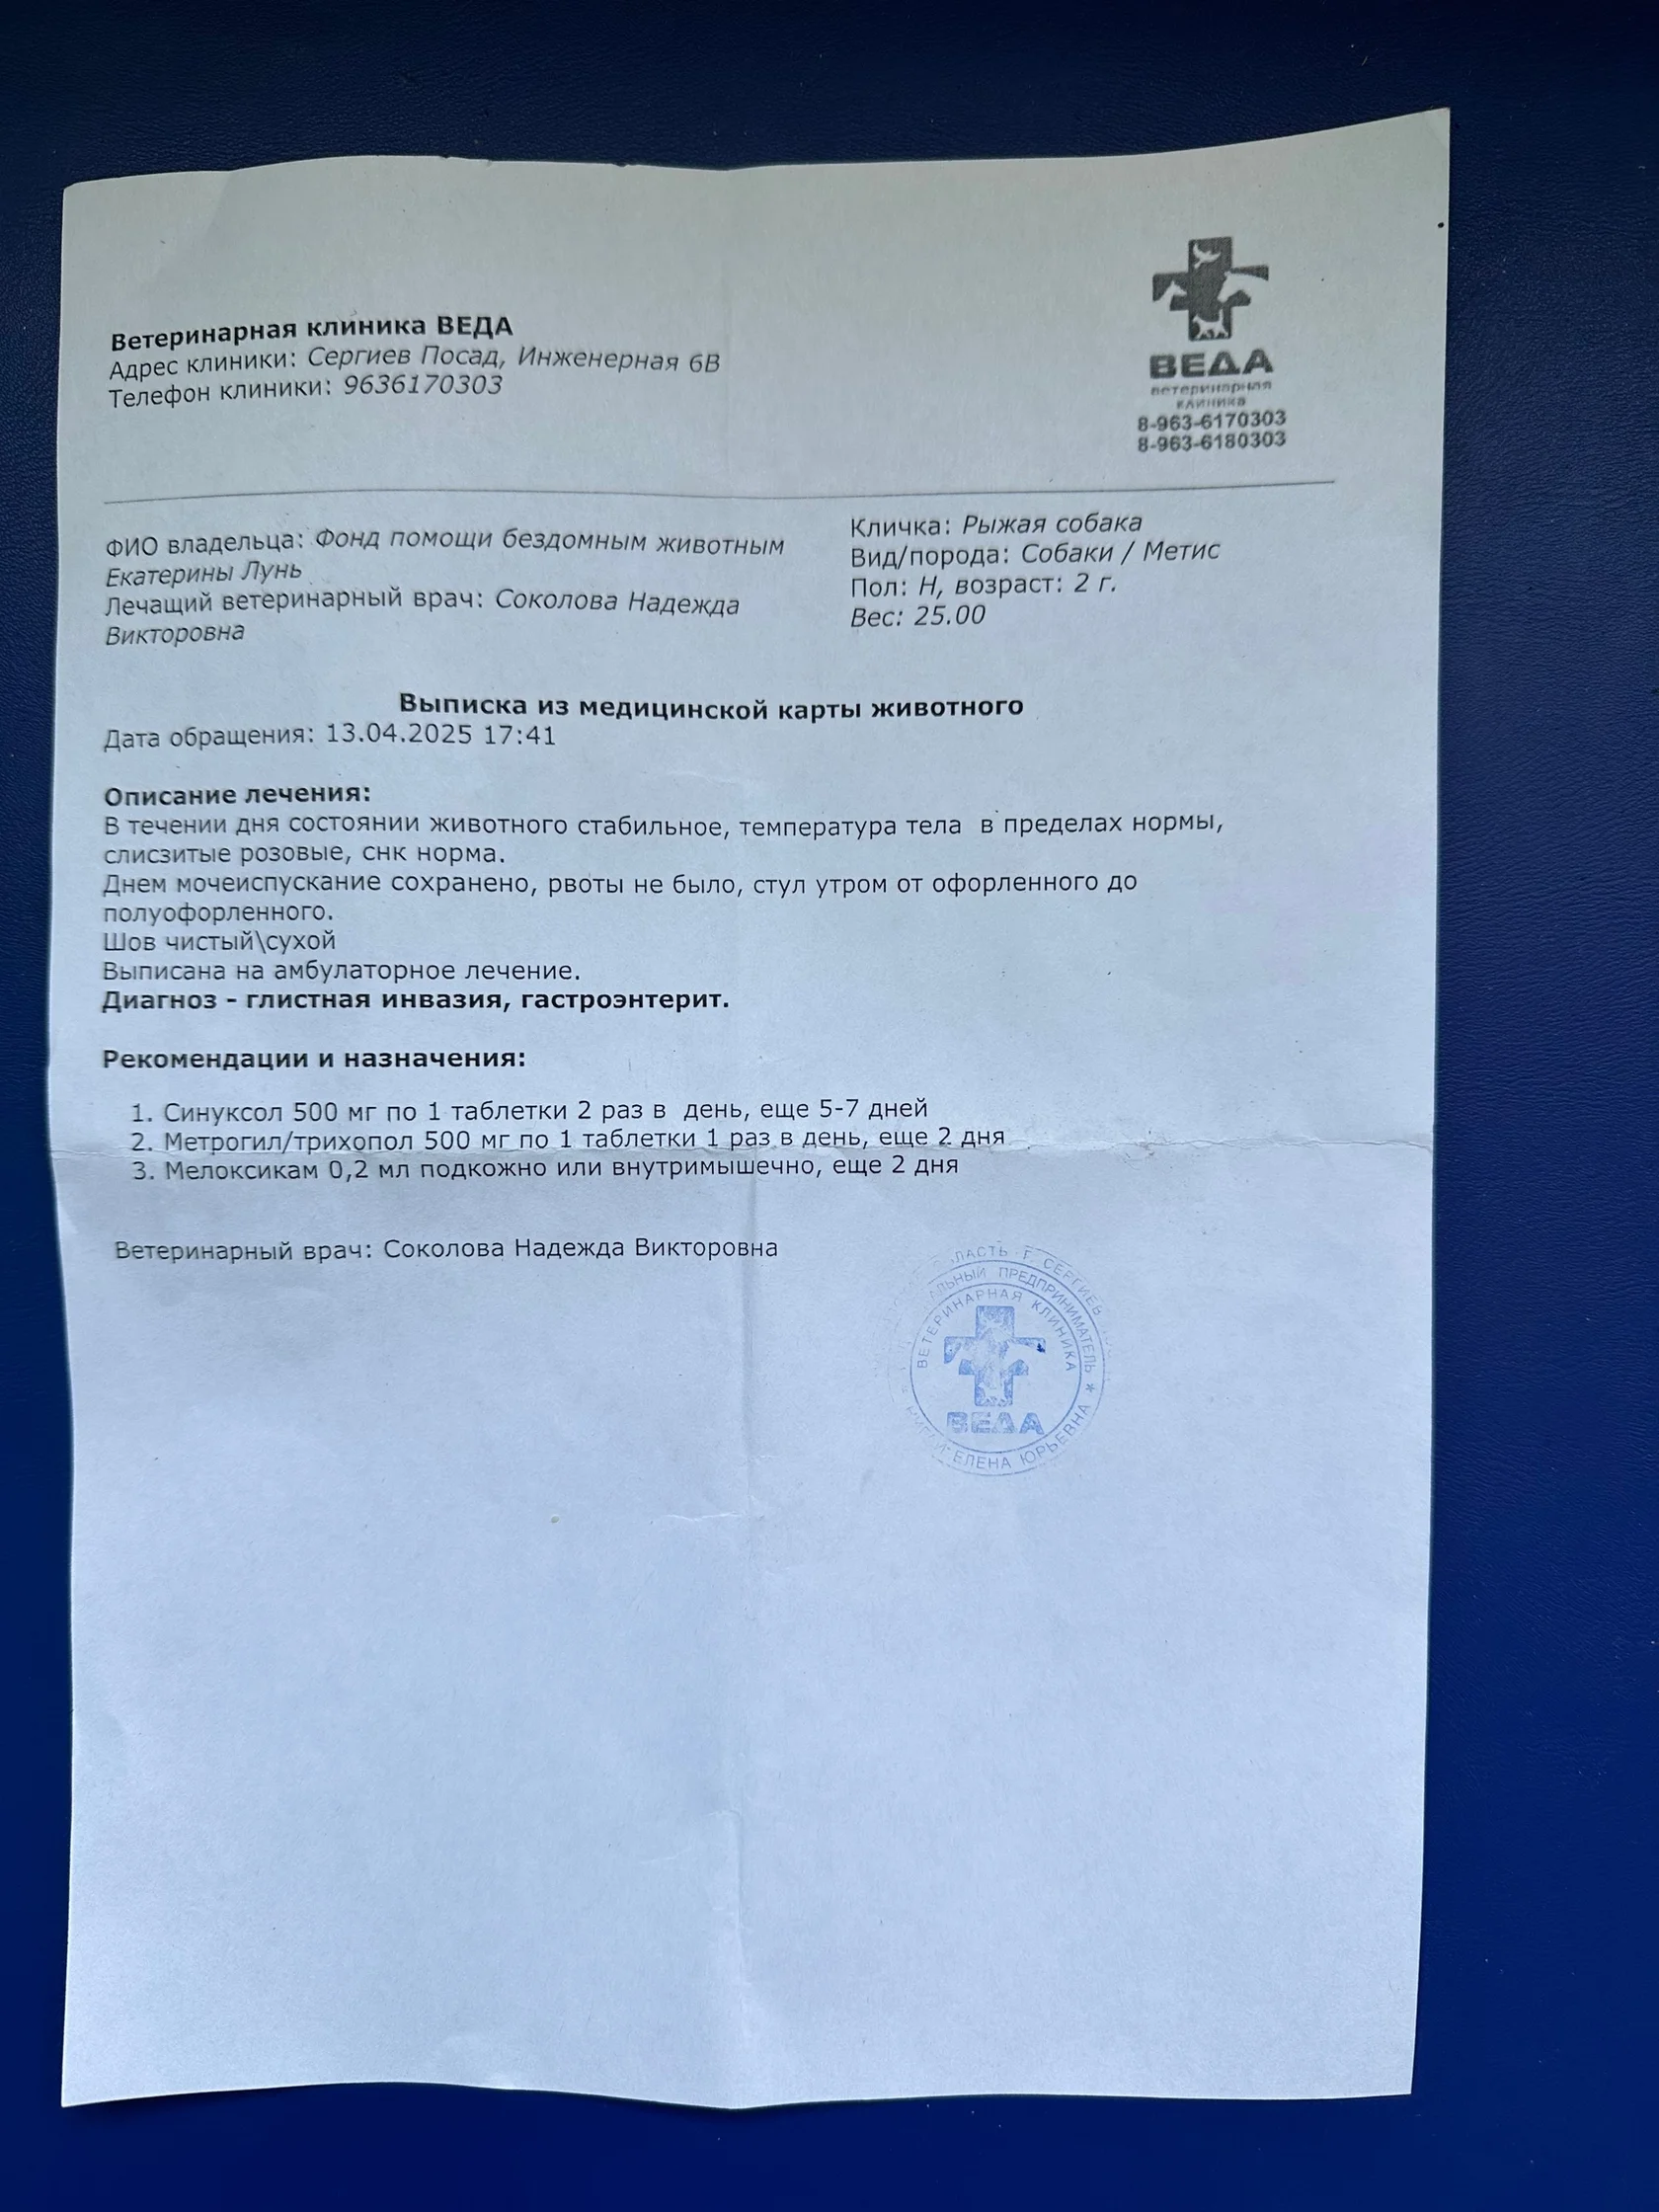 Ветеринарная клиника ВЕДА
Адрес клиники: Сергиев Посад, Инженерная 6В
Телефон клиники: 9636170303
ВЕДА
ветеринарная
клиника
8-963-6170303
8-963-6180303
ФИО владельца: Фонд помощи бездомным животным
Екатерины Лунь
Лечащий ветеринарный врач: Соколова Надежда
Викторовна
Кличка: Рыжая собака
Вид/порода: Собаки / Метис
Пол: Н, возраст: 2 г.
Вес: 25.00
Выписка из медицинской карты животного
Дата обращения: 13.04.2025 17:41
Описание лечения:
В течении дня состоянии животного стабильное, температура тела в пределах нормы,
слисзитые розовые, снк норма.
Днем мочеиспускание сохранено, рвоты не было, стул утром от офорленного до
полуофорленного.
Шов чистый\сухой
Выписана на амбулаторное лечение.
Диагноз - глистная инвазия, гастроэнтерит.
Рекомендации и назначения:
1. Синуксол 500 мг по 1 таблетки 2 раз в день, еще 5-7 дней
2. Метрогил/трихопол 500 мг по 1 таблетки 1 раз в день, еще 2 дня
3. Мелоксикам 0,2 мл подкожно или внутримышечно, еще 2 дня
Ветеринарный врач: Соколова Надежда Викторовна
Г. СЕРГИЕВ
ПРЕДПРИНИМАТЕЛЬ *
ВЕТЕРИНАРНАЯ КЛИНИКА
ВЕДА
ЕЛЕНА ЮРЬЕВНА